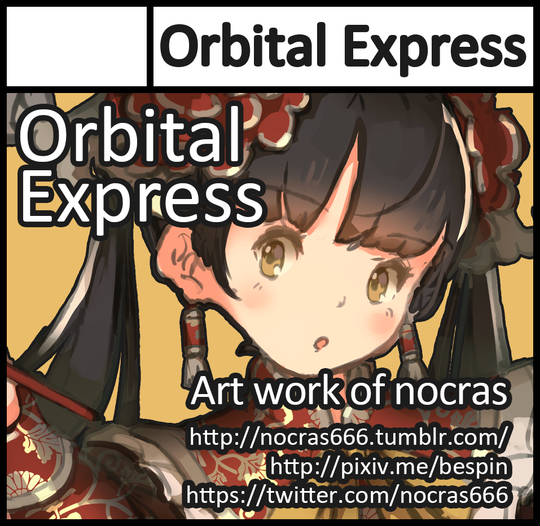 Orbital Express
Orbital
Express
Art work of nocras
http://nocras666.tumblr.com/
http://pixiv.me/bespin
https://twitter.com/nocras666